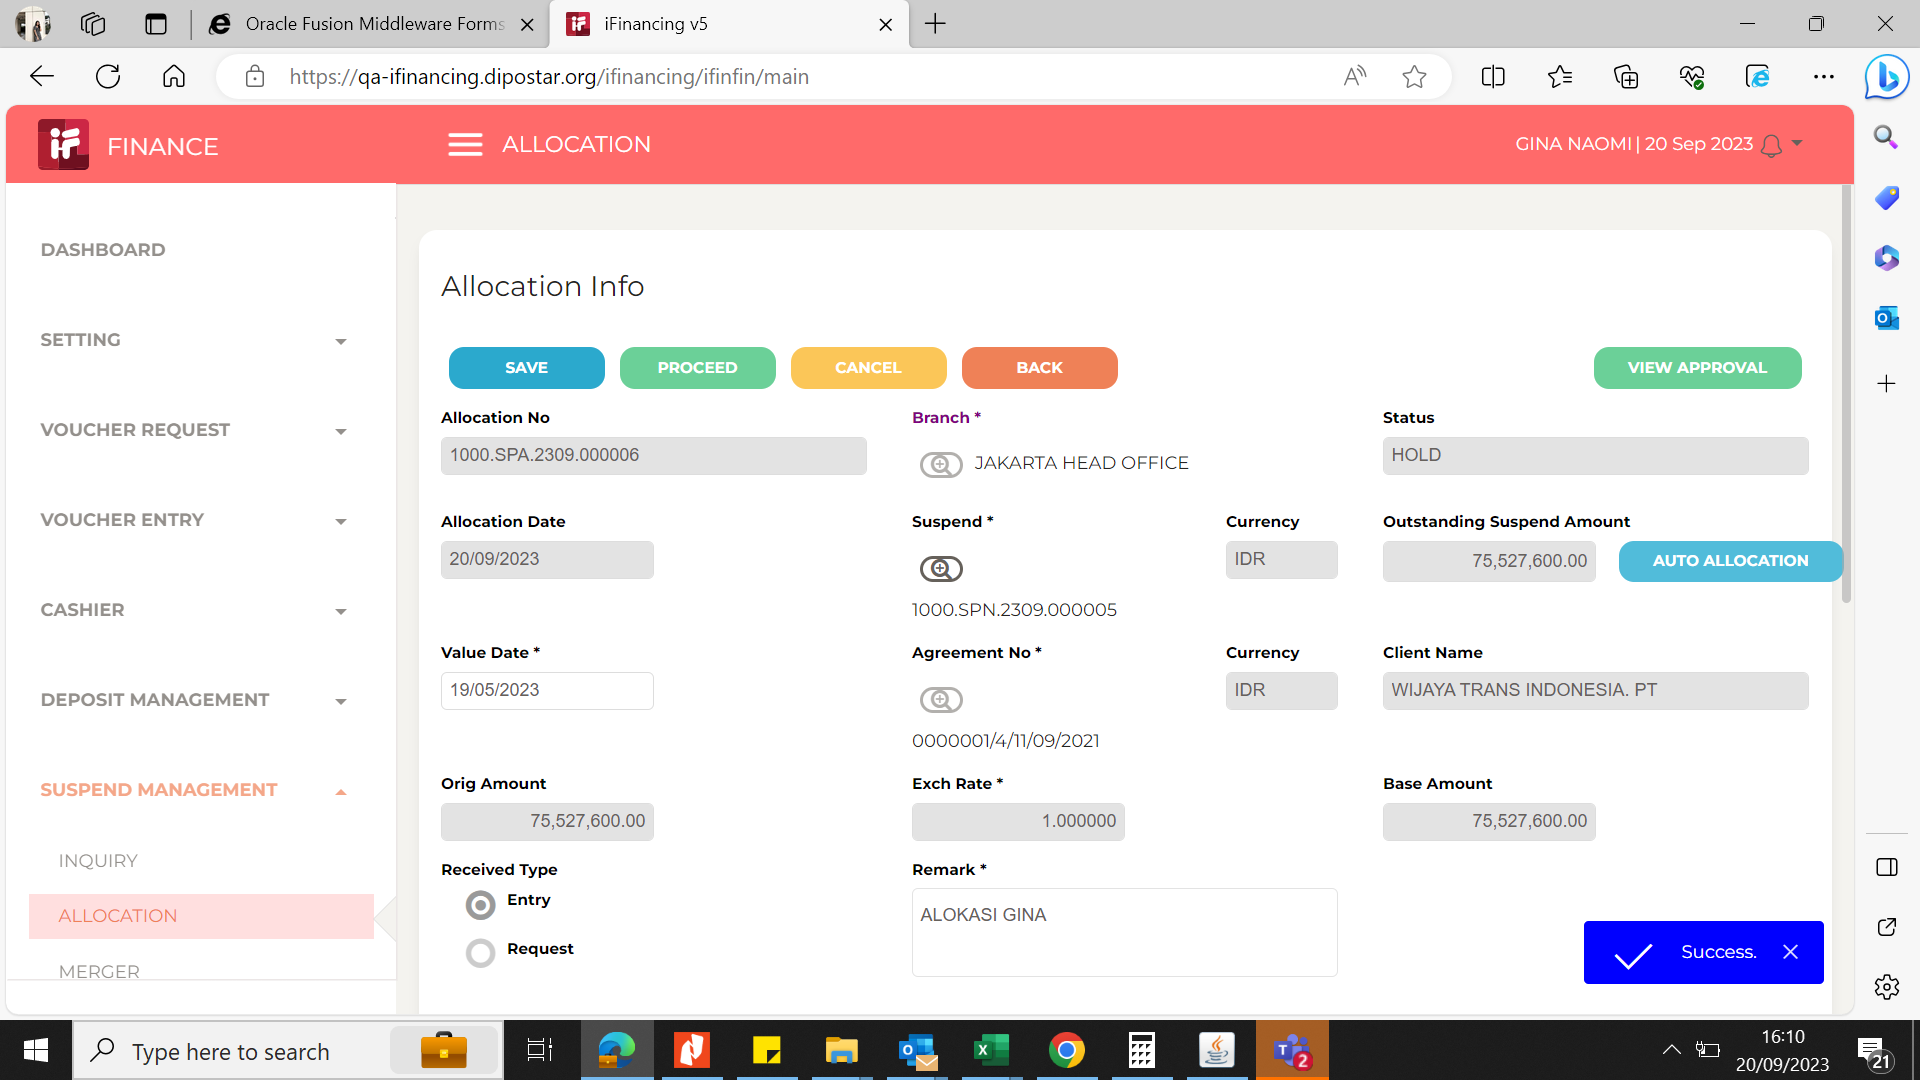 Oracle Fusion Middleware Forms
iFinancing v5
https://qa-ifinancing.dipostar.org/ifinancing/ifinfin/main
iF FINANCE
ALLOCATION
GINA NAOMI | 20 Sep 2023
DASHBOARD
SETTING
VOUCHER REQUEST
VOUCHER ENTRY
CASHIER
DEPOSIT MANAGEMENT
SUSPEND MANAGEMENT
INQUIRY
ALLOCATION
MERGER
Allocation Info
SAVE PROCEED CANCEL BACK VIEW APPROVAL
Allocation No Branch * Status
1000.SPA.2309.000006 JAKARTA HEAD OFFICE HOLD
Allocation Date Suspend * Currency Outstanding Suspend Amount
20/09/2023 IDR 75,527,600.00 AUTO ALLOCATION
1000.SPN.2309.000005
Value Date * Agreement No * Currency Client Name
19/05/2023 IDR WIJAYA TRANS INDONESIA. PT
0000001/4/11/09/2021
Orig Amount Exch Rate * Base Amount
75,527,600.00 1.000000 75,527,600.00
Received Type Remark *
Entry
ALOKASI GINA
Request
Success.
Type here to search
16:10
20/09/2023
2
21